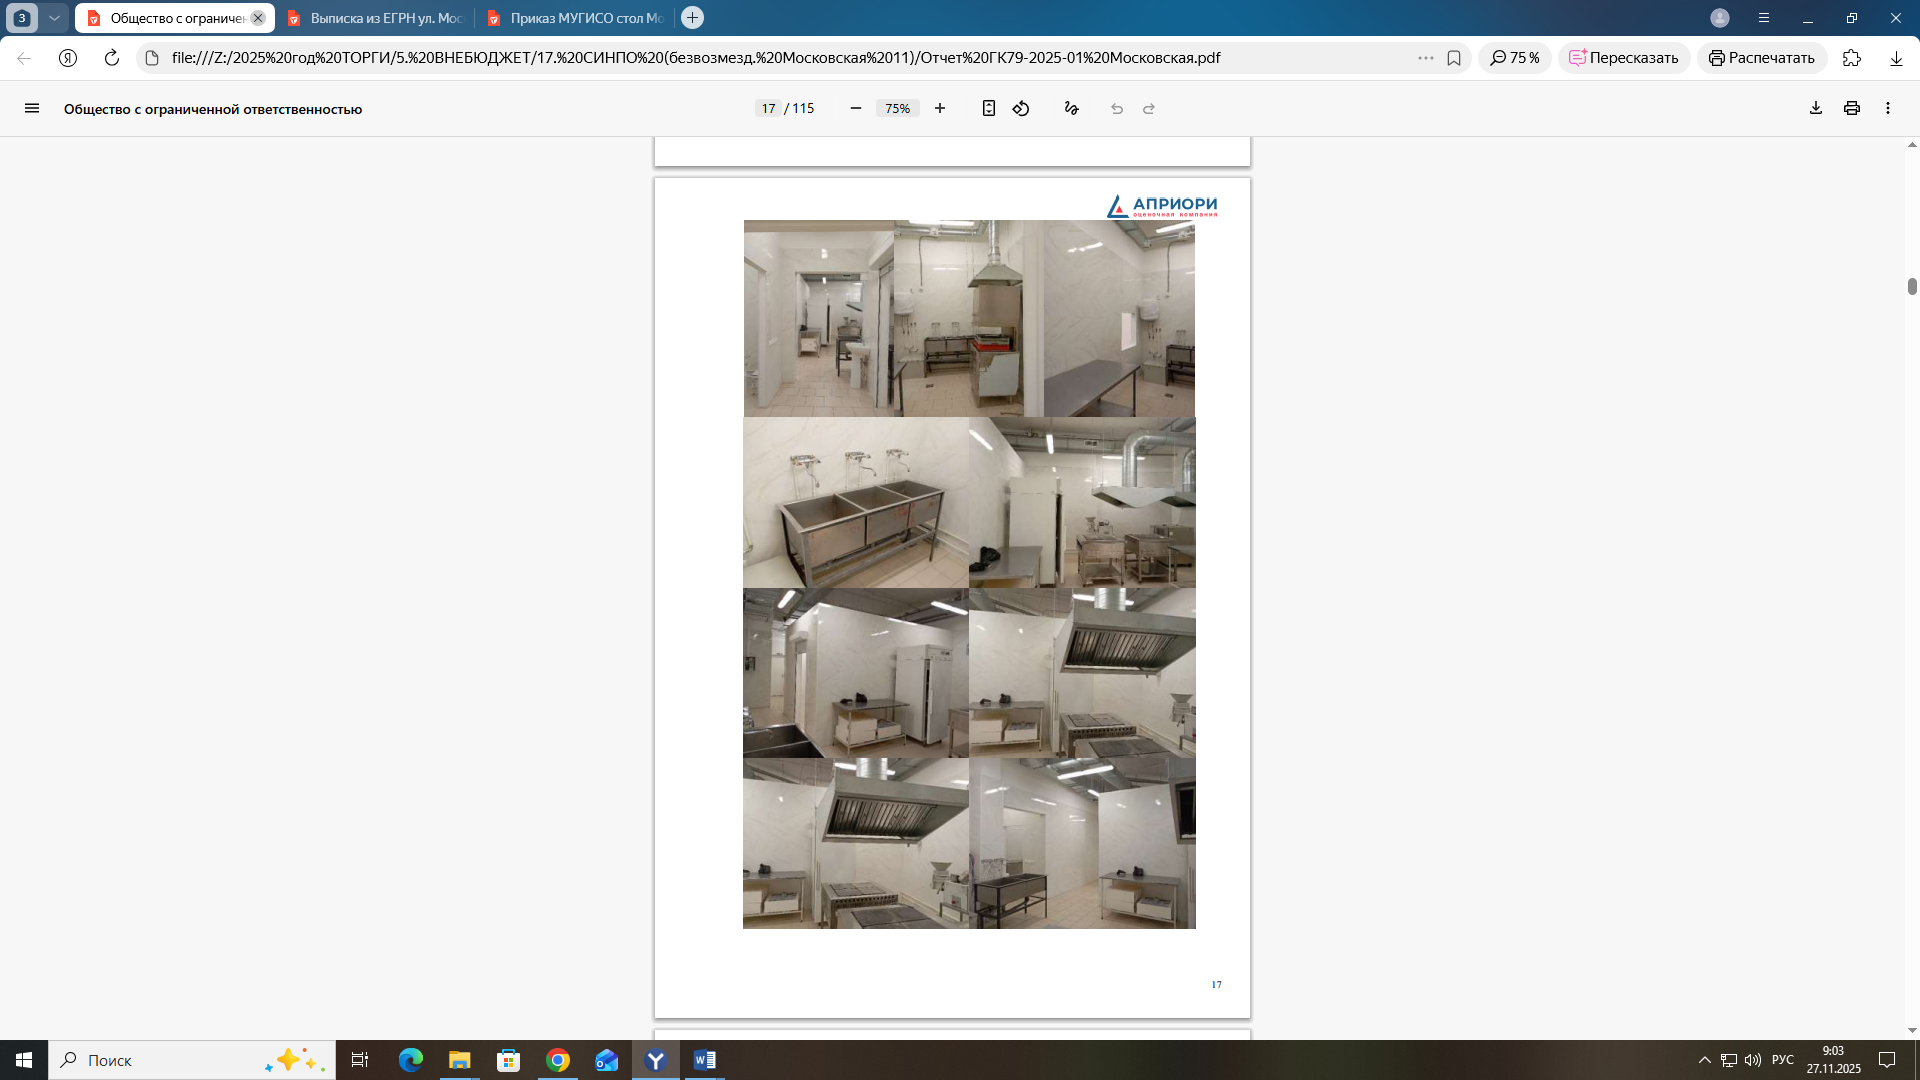 3
Общество с ограничен
Выписка из ЕГРН ул. Мос
Приказ МУГИСО стол Мо
file:///Z:/2025%20год%20ТОРГИ/5.%20ВНЕБЮДЖЕТ/17.%20СИНПО%20(безвозмезд.%20Московская%2011)/Отчет%20ГК79-2025-01%20Московская.pdf
75 %
Пересказать
Распечатать
Общество с ограниченной ответственностью
17 / 115
75%
АПРИОРИ
оценочная компания
17
Поиск
РУС
9:03
27.11.2025